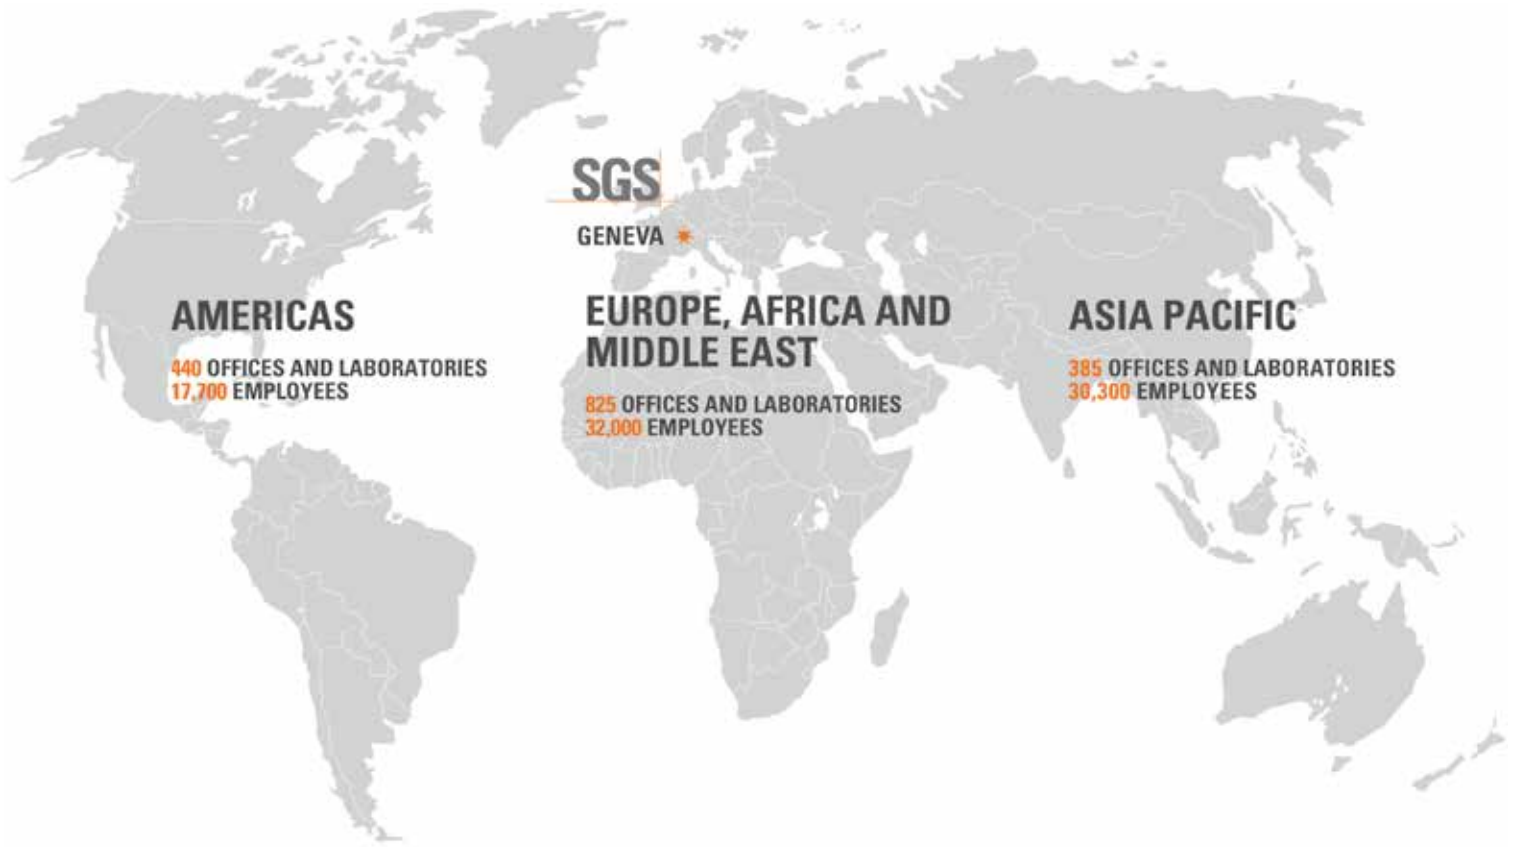 SGS
GENEVA
AMERICAS
440 OFFICES AND LABORATORIES
17,700 EMPLOYEES
EUROPE, AFRICA AND
MIDDLE EAST
825 OFFICES AND LABORATORIES
32,000 EMPLOYEES
ASIA PACIFIC
385 OFFICES AND LABORATORIES
30,300 EMPLOYEES